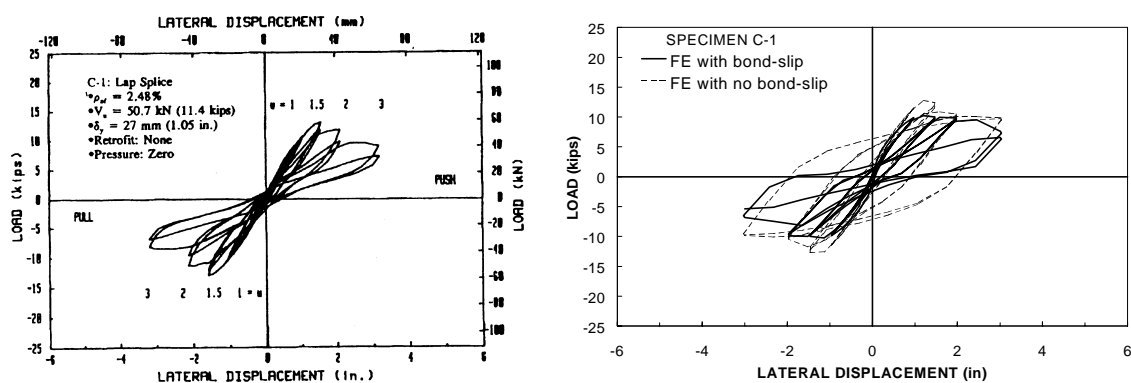 LATERAL DISPLACEMENT (mm)
-120 -60 0 60 120
25 20 15 10 5 0 -5 -10 -15 -20 -25
LOAD (kips)
C-1: Lap Splice
= 2.48%
= 50.7 kN (11.4 kips)
= 27 mm (1.05 in.)
•Retrofit: None
•Pressure: Zero
u = 1 1.5 2 3
PUSH
PULL
3 2 1.5 1 = u
100 80 60 40 20 0 -20 -40 -60 -80 -100
LOAD (kN)
-6 -4 -2 0 2 4 6
LATERAL DISPLACEMENT (in.)
25 20 15 10 5 0 -5 -10 -15 -20 -25
LOAD (kips)
SPECIMEN C-1
FE with bond-slip
FE with no bond-slip
-6 -4 -2 0 2 4 6
LATERAL DISPLACEMENT (in)